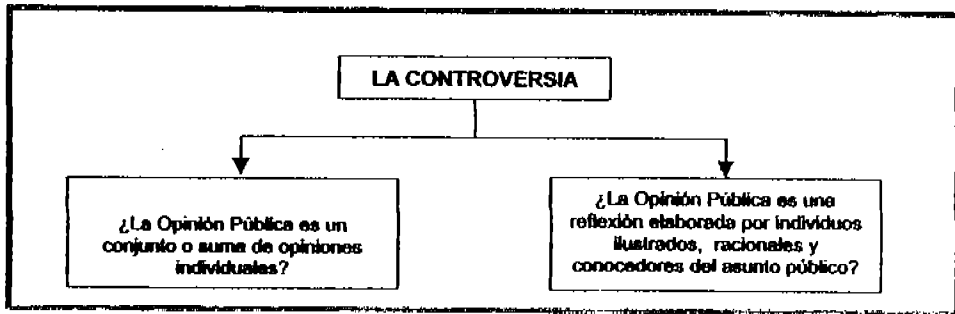 LA CONTROVERSIA
¿La Opinión Pública es un
conjunto o suma de opiniones
individuales?
¿La Opinión Pública es una
reflexión elaborada por individuos
ilustrados, racionales y
conocedores del asunto público?